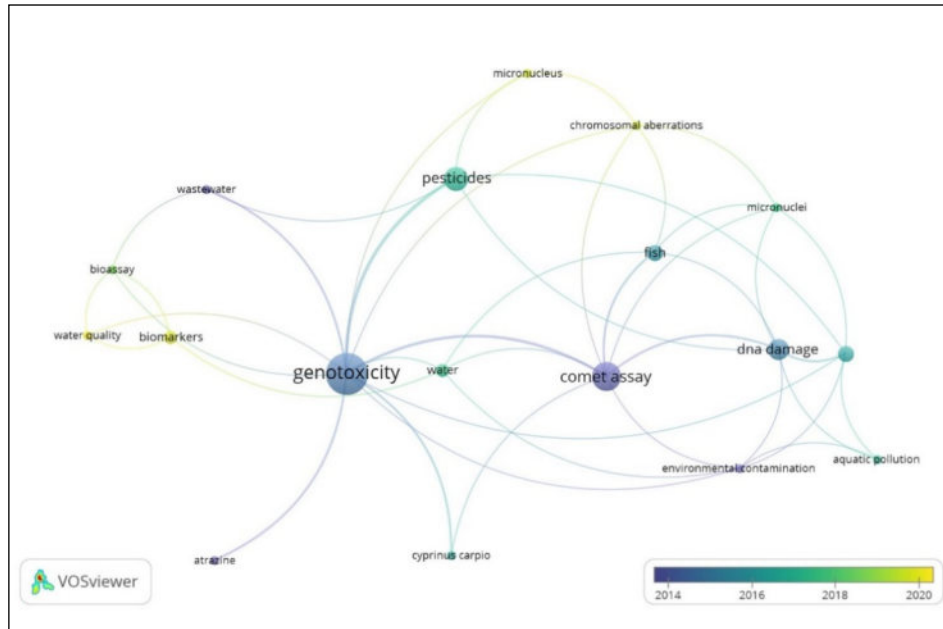 micronucleus
chromosomal aberrations
pesticides
wastewater
micronuclei
fish
bioassay
water quality
biomarkers
dna damage
genotoxicity
water
comet assay
environmental contamination
aquatic pollution
atrazine
cyprinus carpio
VOSviewer
2014
2016
2018
2020